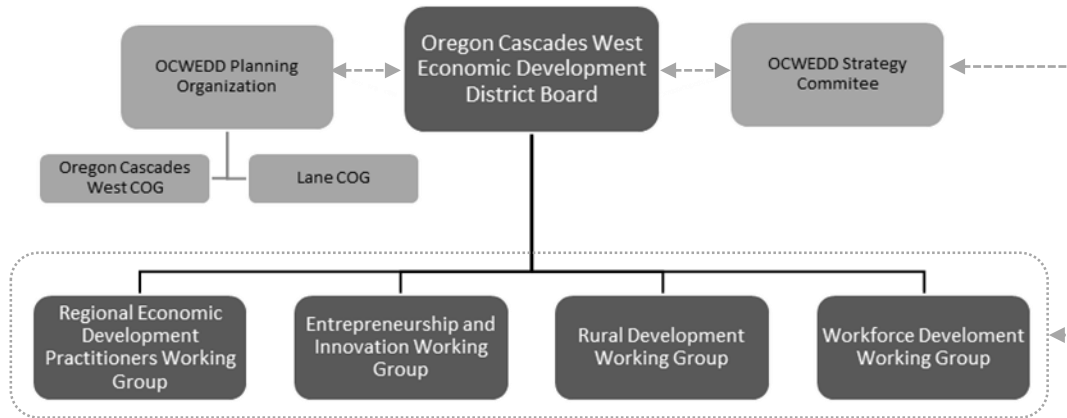 OCWEDD Planning
Organization
Oregon Cascades West
Economic Development
District Board
OCWEDD Strategy
Commitee
Oregon Cascades
West COG
Lane COG
Regional Economic
Development
Practitioners Working
Group
Entrepreneurship and
Innovation Working
Group
Rural Development
Working Group
Workforce Develoment
Working Group